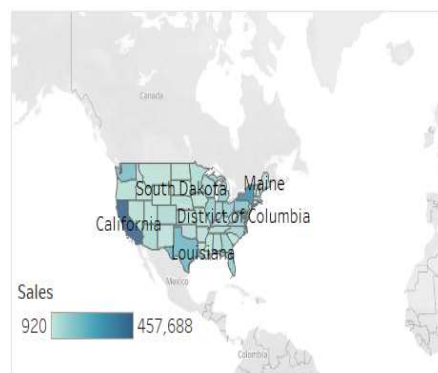 Canada
South Dakota
Maine
California
District of Columbia
Louisiana
Mexico
Sales
920
457,688
Colombia